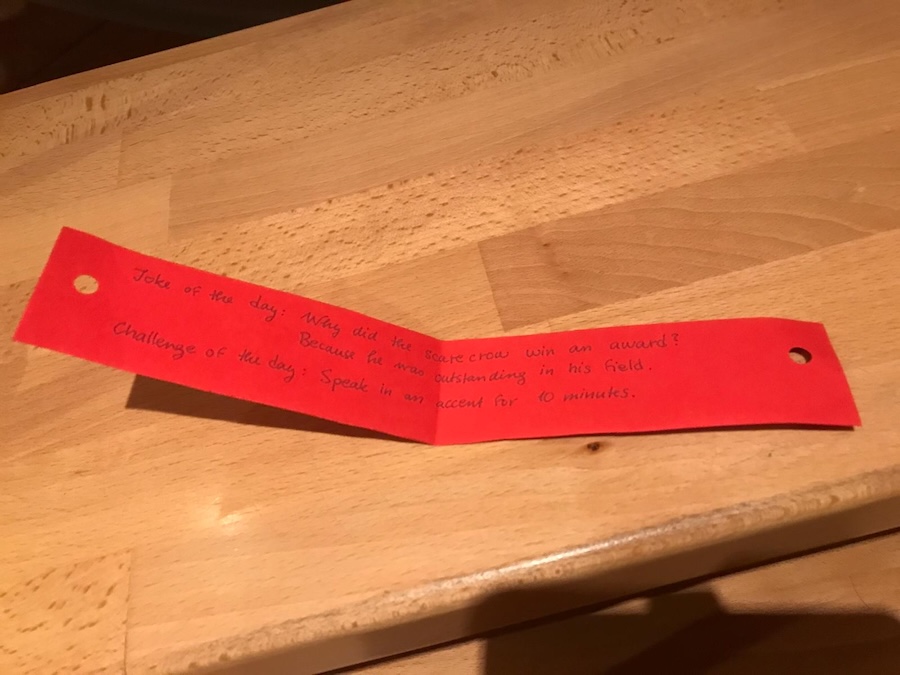 Joke of the day: Why did the scarecrow win an award?
Because he was outstanding in his field.
Challenge of the day: Speak in an accent for 10 minutes.